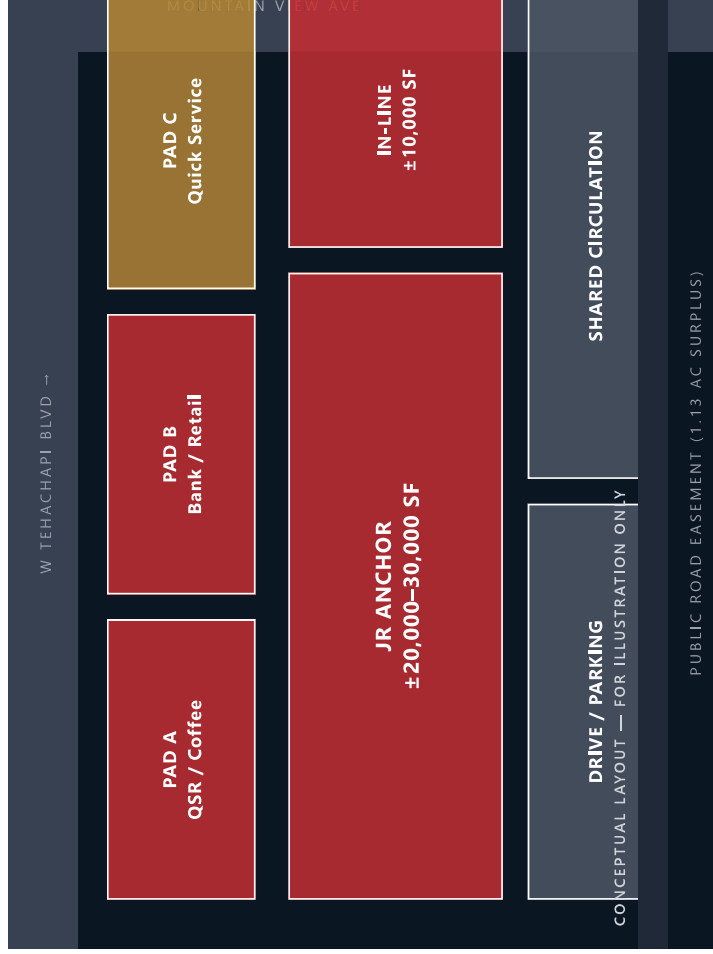 MOUNTAIN VIEW AVE
PAD C
Quick Service
IN-LINE
±10,000 SF
SHARED CIRCULATION
W TEHACHAPI BLVD →
PAD B
Bank / Retail
JR ANCHOR
±20,000–30,000 SF
PUBLIC ROAD EASEMENT (1.13 AC SURPLUS)
PAD A
QSR / Coffee
DRIVE / PARKING
CONCEPTUAL LAYOUT — FOR ILLUSTRATION ONLY